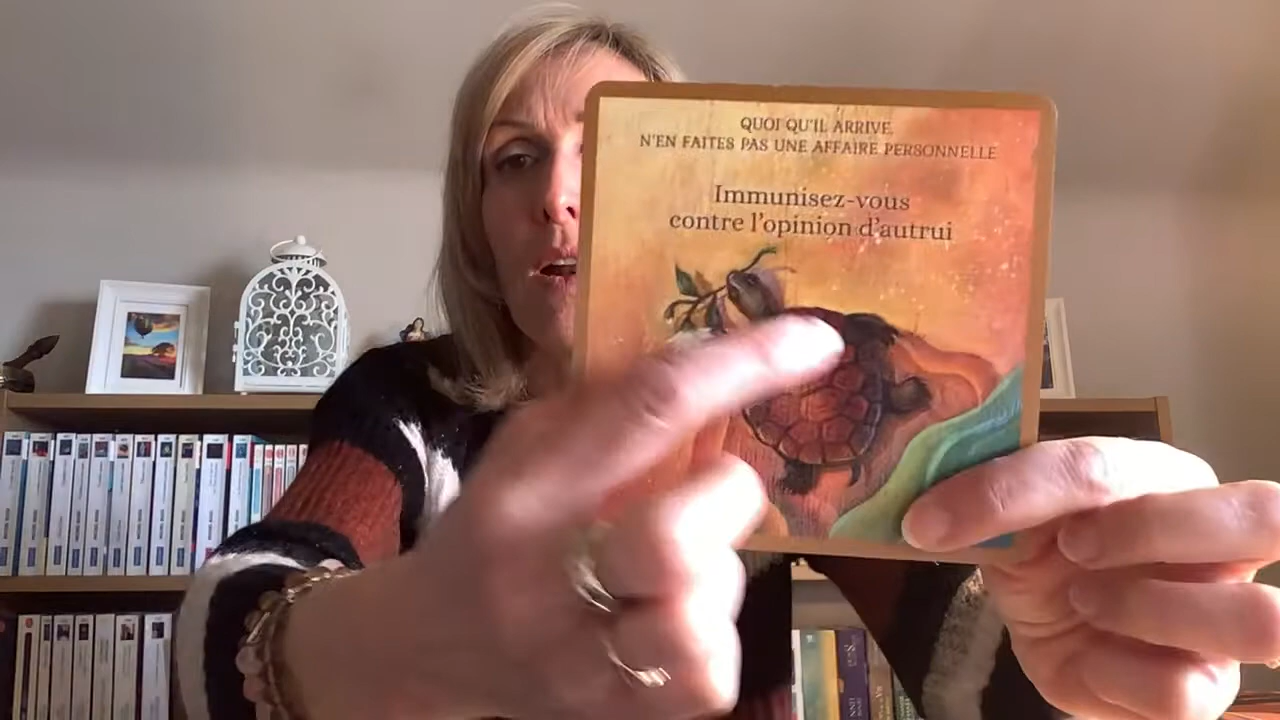 QUOI QU'IL ARRIVE,
N'EN FAITES PAS UNE AFFAIRE PERSONNELLE
Immunisez-vous
contre l'opinion d'autrui